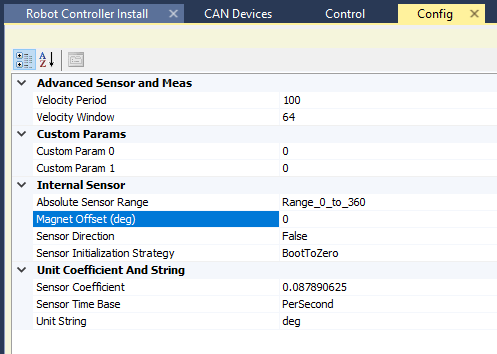 Robot Controller Install CAN Devices Control Config
Advanced Sensor and Meas
Velocity Period 100
Velocity Window 64
Custom Params
Custom Param 0 0
Custom Param 1 0
Internal Sensor
Absolute Sensor Range Range_0_to_360
Magnet Offset (deg) 0
Sensor Direction False
Sensor Initialization Strategy BootToZero
Unit Coefficient And String
Sensor Coefficient 0.087890625
Sensor Time Base PerSecond
Unit String deg